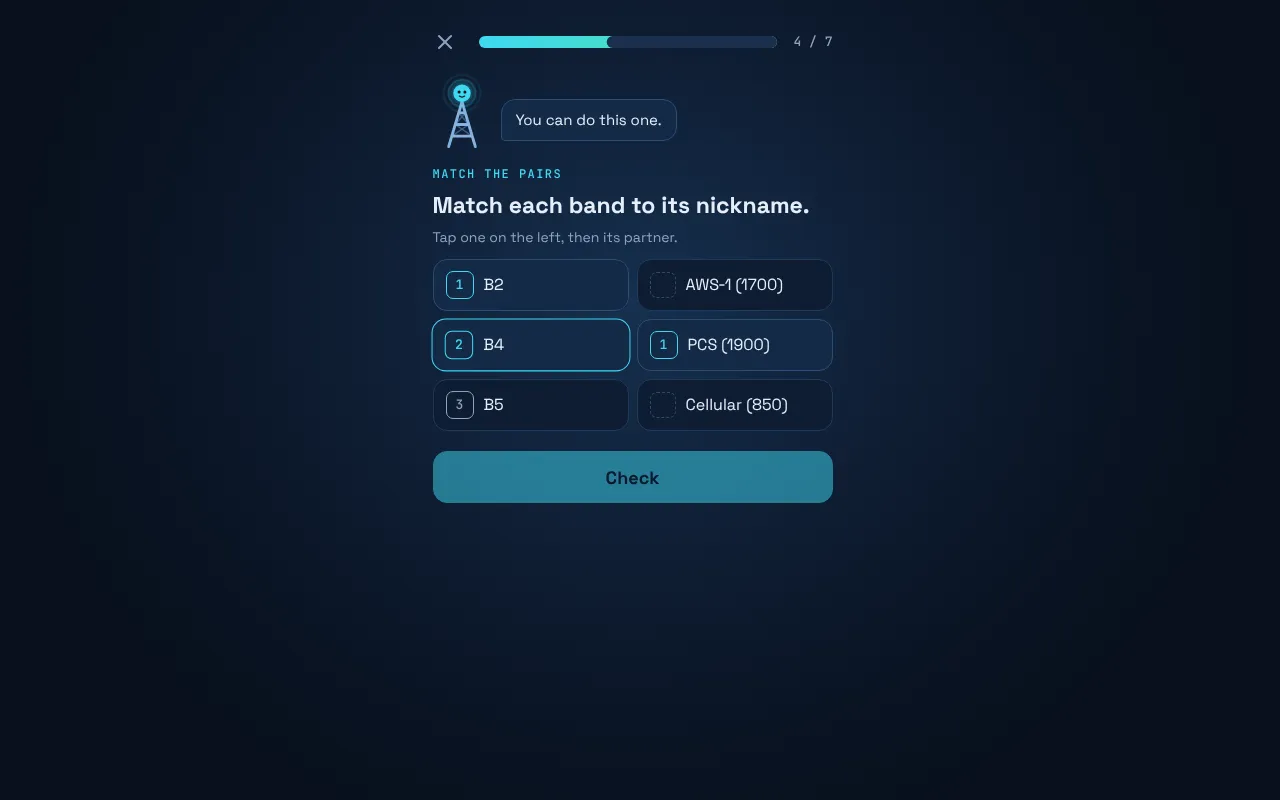 4 / 7
You can do this one.
MATCH THE PAIRS
Match each band to its nickname.
Tap one on the left, then its partner.
1 B2
AWS-1 (1700)
2 B4
1 PCS (1900)
3 B5
Cellular (850)
Check